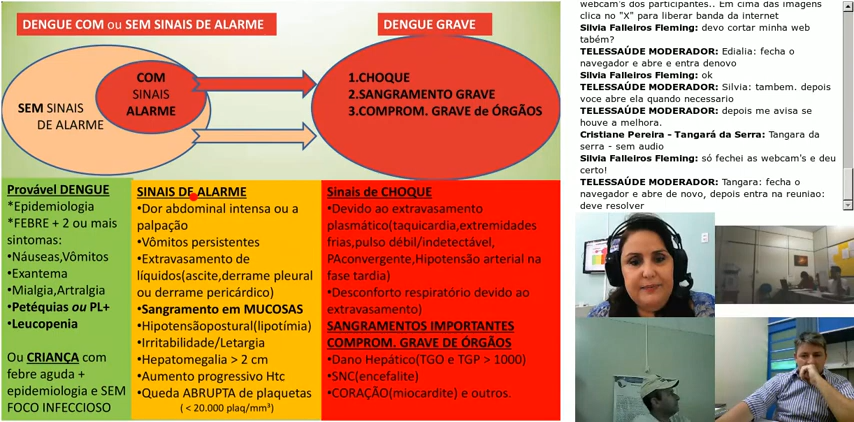 DENGUE COM ou SEM SINAIS DE ALARME
DENGUE GRAVE
COM
SINAIS
ALARME
SEM SINAIS
DE ALARME
1.CHOQUE
2.SANGRAMENTO GRAVE
3.COMPROM. GRAVE de ÓRGÃOS
Provável DENGUE
*Epidemiologia
*FEBRE + 2 ou mais
sintomas:
•Náuseas,Vômitos
•Exantema
•Mialgia,Artralgia
•Petéquias ou PL+
•Leucopenia
Ou CRIANÇA com
febre aguda +
epidemiologia e SEM
FOCO INFECCIOSO
SINAIS DE ALARME
•Dor abdominal intensa ou a
palpação
•Vômitos persistentes
•Extravasamento de
líquidos(ascite,derrame pleural
ou derrame pericárdico)
•Sangramento em MUCOSAS
•Hipotensãopostural(lipotímia)
•Irritabilidade/Letargia
•Hepatomegalia > 2 cm
•Aumento progressivo Htc
•Queda ABRUPTA de plaquetas
( < 20.000 plaq/mm³)
Sinais de CHOQUE
•Devido ao extravasamento
plasmático(taquicardia,extremidades
frias,pulso débil/indetectável,
PAconvergente,Hipotensão arterial na
fase tardia)
•Desconforto respiratório devido ao
extravasamento)
SANGRAMENTOS IMPORTANTES
COMPROM. GRAVE DE ÓRGÃOS
•Dano Hepático(TGO e TGP > 1000)
•SNC(encefalite)
•CORAÇÃO(miocardite) e outros.
webcam's dos participantes.. Em cima das imagens
clica no "X" para liberar banda da internet
Silvia Falleiros Fleming: devo cortar minha web
tabém?
TELESSAÚDE MODERADOR: Edialia: fecha o
navegador e abre e entra denovo
Silvia Falleiros Fleming: ok
TELESSAÚDE MODERADOR: Silvia: tambem. depois
voce abre ela quando necessario
TELESSAÚDE MODERADOR: depois me avisa se
houve a melhora.
Cristiane Pereira – Tangará da Serra: Tangara da
serra - sem audio
Silvia Falleiros Fleming: só fechei as webcam's e deu
certo!
TELESSAÚDE MODERADOR: Tangara: fecha o
navegador e abre de novo, depois entra na reuniao:
deve resolver